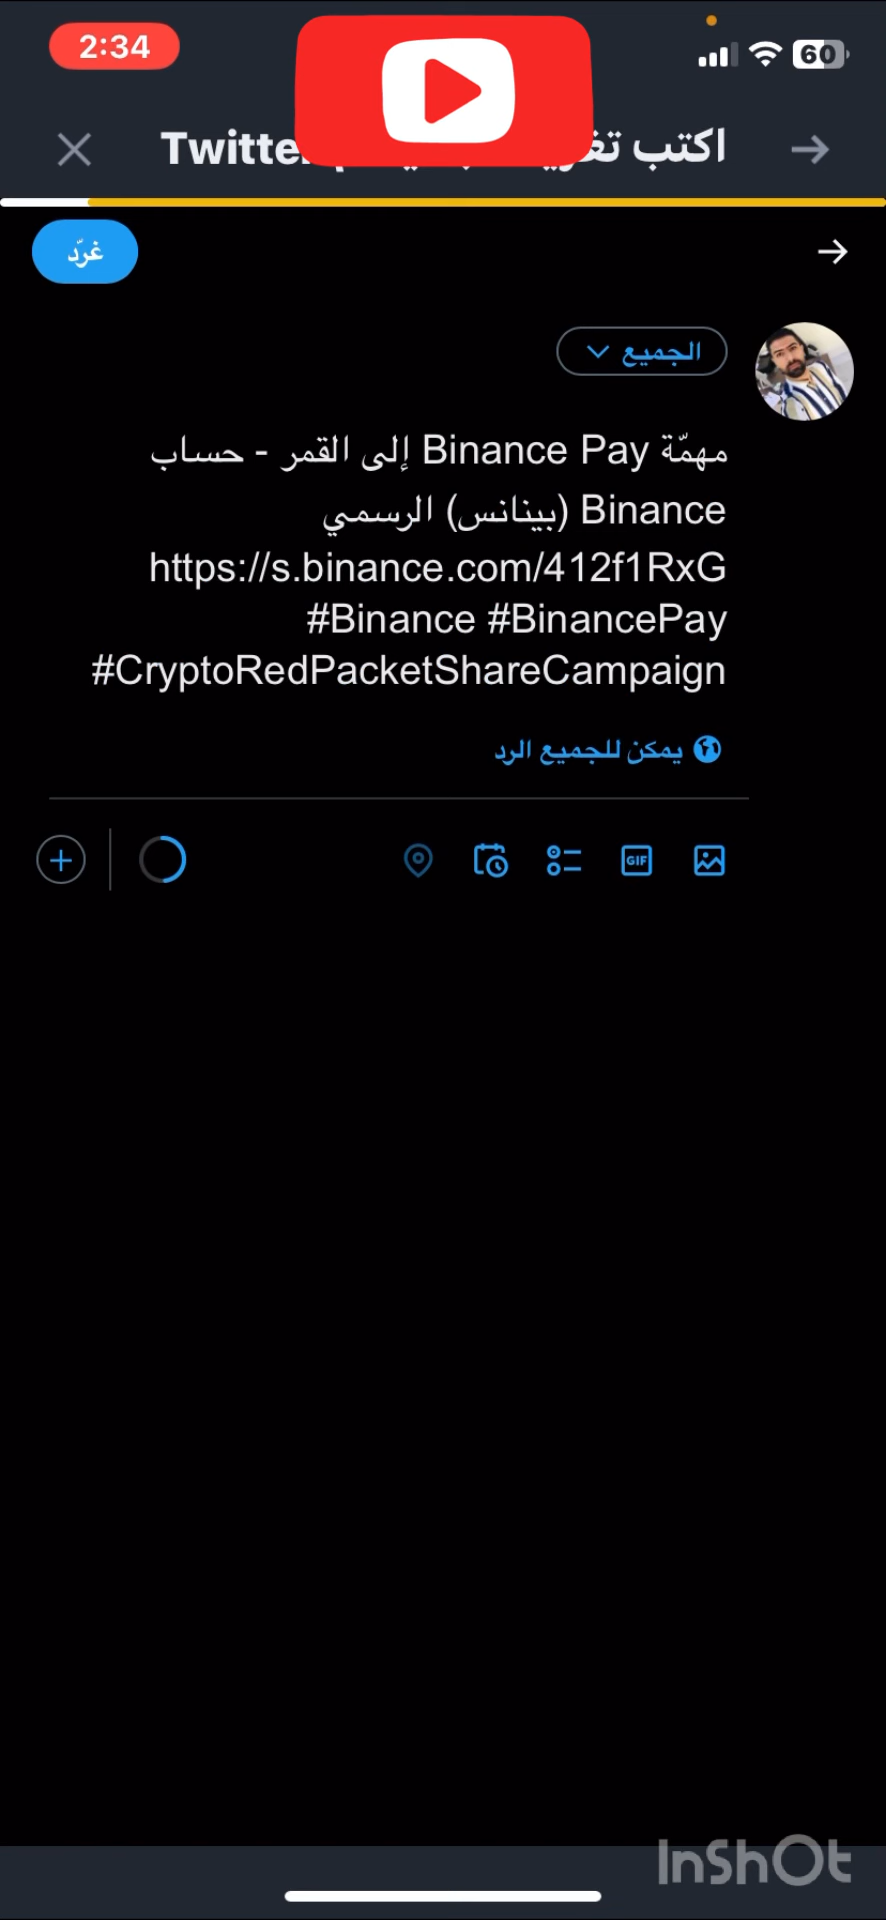 2:34
60
اكتب تغ
Twitte
غرّد
الجميع
مهمّة Binance Pay إلى القمر - حساب
Binance (بينانس) الرسمي
https://s.binance.com/412f1RxG
#Binance #BinancePay
#CryptoRedPacketShareCampaign
يمكن للجميع الرد
GIF
InShOt